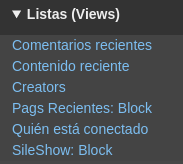 ▼ Listas (Views)
Comentarios recientes
Contenido reciente
Creators
Pags Recientes: Block
Quién está conectado
SileShow: Block